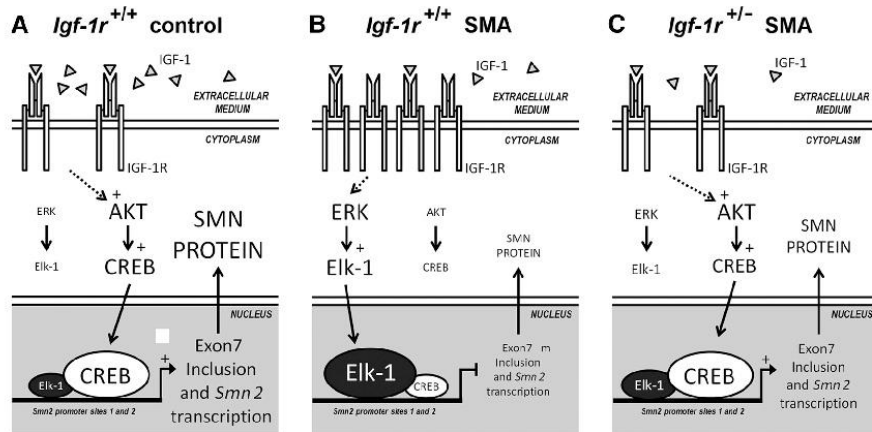 A Igf-1r+/+ control
IGF-1
EXTRACELLULAR
MEDIUM
CYTOPLASM
IGF-1R
+
ERK
AKT
SMN
PROTEIN
+
Elk-1
CREB
NUCLEUS
Exon7
Inclusion
and Smn2
transcription
+
Elk-1
CREB
Smn2 promoter sites 1 and 2
B Igf-1r+/+ SMA
IGF-1
EXTRACELLULAR
MEDIUM
CYTOPLASM
IGF-1R
ERK
AKT
SMN
PROTEIN
+
Elk-1
CREB
NUCLEUS
Exon7 m
Inclusion
and Smn2
transcription
Elk-1
CREB
Smn2 promoter sites 1 and 2
C Igf-1r+/- SMA
IGF-1
EXTRACELLULAR
MEDIUM
CYTOPLASM
IGF-1R
+
ERK
AKT
SMN
PROTEIN
+
Elk-1
CREB
NUCLEUS
Exon7
Inclusion
and Smn2
transcription
+
Elk-1
CREB
Smn2 promoter sites 1 and 2